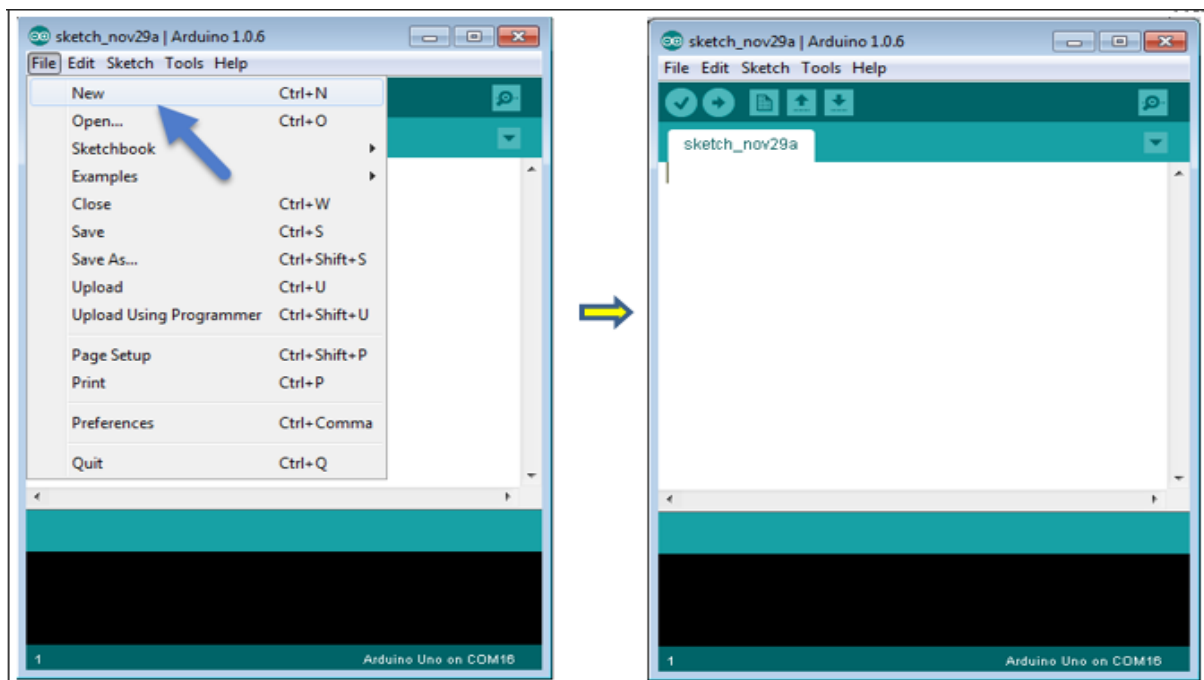 sketch_nov29a | Arduino 1.0.6
File Edit Sketch Tools Help
New Ctrl+N
Open... Ctrl+O
Sketchbook
Examples
Close Ctrl+W
Save Ctrl+S
Save As... Ctrl+Shift+S
Upload Ctrl+U
Upload Using Programmer Ctrl+Shift+U
Page Setup Ctrl+Shift+P
Print Ctrl+P
Preferences Ctrl+Comma
Quit Ctrl+Q
1 Arduino Uno on COM16
sketch_nov29a | Arduino 1.0.6
File Edit Sketch Tools Help
sketch_nov29a
1 Arduino Uno on COM16